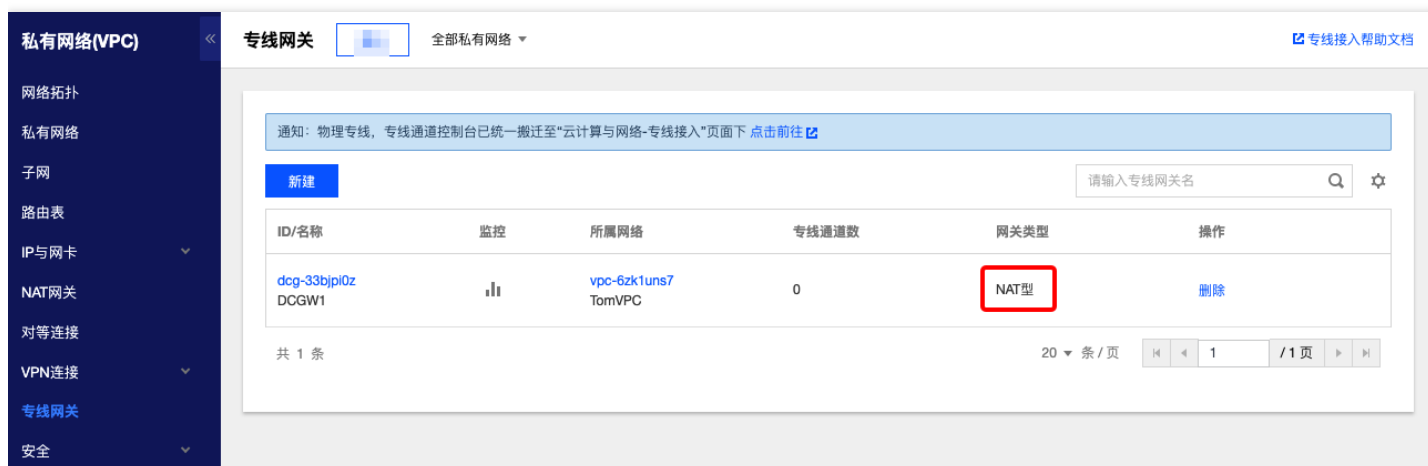 私有网络(VPC)
专线网关
全部私有网络
专线接入帮助文档
网络拓扑
私有网络
子网
路由表
IP与网卡
NAT网关
对等连接
VPN连接
专线网关
安全
通知：物理专线，专线通道控制台已统一搬迁至“云计算与网络-专线接入”页面下 点击前往
新建
请输入专线网关名
ID/名称 监控 所属网络 专线通道数 网关类型 操作
dcg-33bjpi0z vpc-6zk1uns7
DCGW1 TomVPC 0 NAT型 删除
共 1 条 20 条 / 页 1 / 1 页